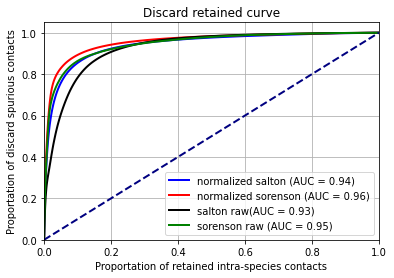 Discard retained curve
Proportation of discard spurious contacts
1.0
0.8
0.6
0.4
0.2
0.0
normalized salton (AUC = 0.94)
normalized sorenson (AUC = 0.96)
salton raw(AUC = 0.93)
sorenson raw (AUC = 0.95)
0.0 0.2 0.4 0.6 0.8 1.0
Proportation of retained intra-species contacts